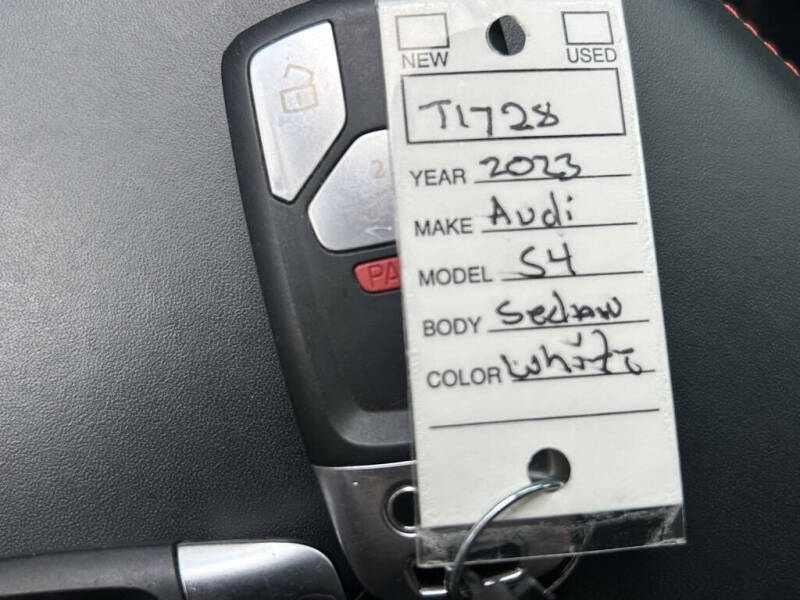 NEW USED
T1728
YEAR 2023
MAKE Audi
MODEL S4
BODY Sedan
COLOR White
PA